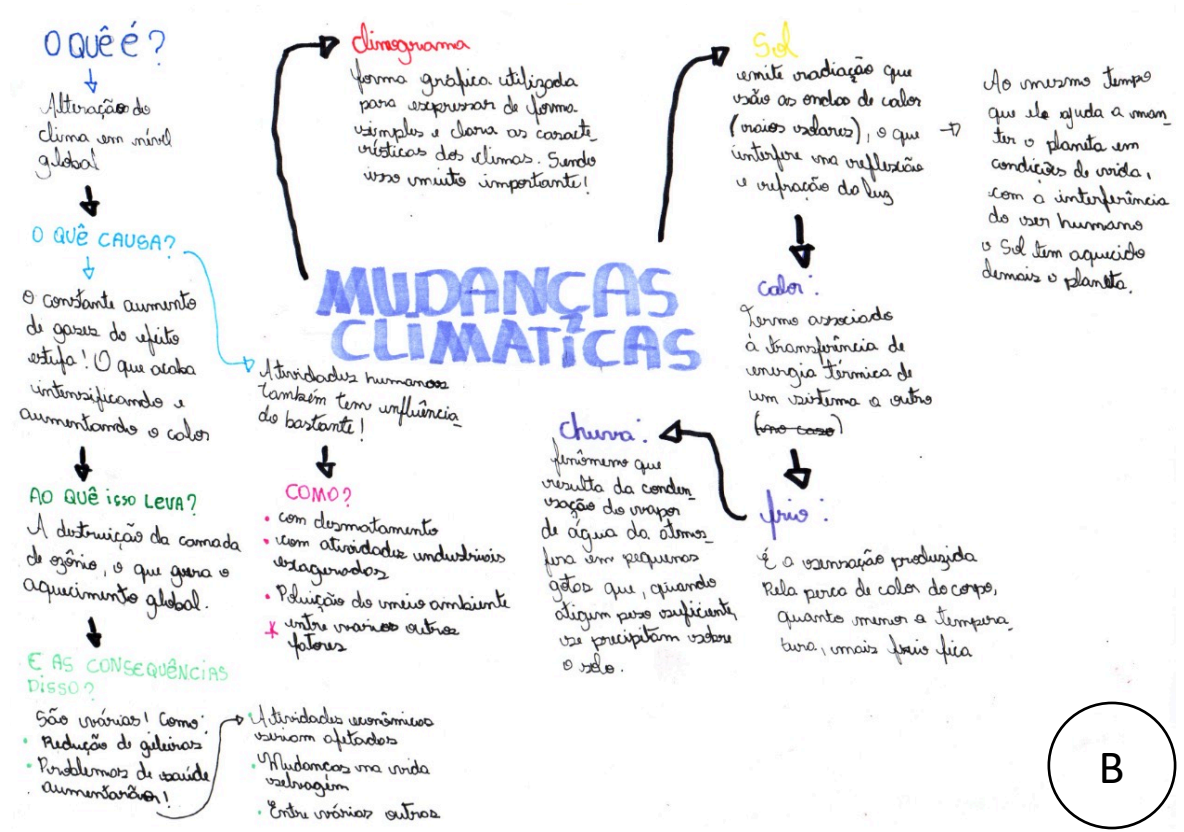 O QUÊ É?
Alteração do
clima em nível
global
O QUÊ CAUSA?
O constante aumento
de gases do efeito
estufa! O que acaba
intensificando e
aumentando o calor
AO QUÊ isso LEVA?
A destruição da camada
de ozônio, o que gera o
aquecimento global.
E AS CONSEQUÊNCIAS
DISSO?
São várias! Como:
• Redução de geleiras
• Problemas de saúde
aumentarão!
• Atividades econômicas
seriam afetadas
• Mudanças na vida
selvagem
• Entre várias outras
Atividades humanas
também tem influência_
do bastante!
COMO?
• com desmatamento
• com atividades industriais
exageradas
• Poluição do meio ambiente
* entre vários outros
fatores
climograma
forma gráfica utilizada
para expressar de forma
simples e clara as caracte_
rísticas dos climas. Sendo
isso muito importante!
MUDANÇAS
CLIMATÍCAS
Sol
emite radiação que
são as ondas de calor
(raios solares), o que
interfere na reflexão
e refração da luz
Ao mesmo tempo
que ele ajuda a man_
ter o planeta em
condições de vida,
com a interferência
do ser humano
o Sol tem aquecido
demais o planeta.
calor:
Termo associado
à transferência de
energia térmica de
um sistema a outro
(no caso)
frio:
É a sensação produzida
Pela perca de calor do corpo,
quanto menor a tempera_
tura, mais frio fica
chuva:
fenômeno que
resulta da conden_
sação do vapor
de água da atmos_
fera em pequenas
gotas que, quando
atigem peso suficiente,
se precipitam sobre
o solo.
B